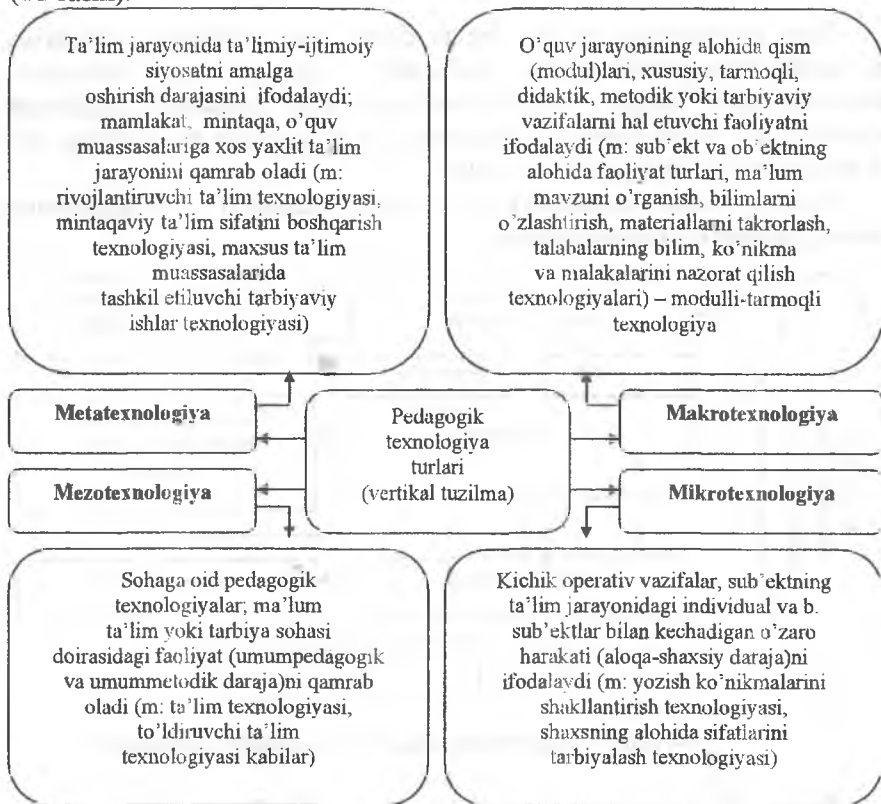 Ta’lim jarayonida ta’limiy-ijtimoiy
siyosatni amalga
oshirish darajasini ifodalaydi;
mamlakat, mintaqa, o’quv
muassasalariga xos yaxlit ta’lim
jarayonini qamrab oladi (m:
rivojlantiruvchi ta’lim texnologiyasi,
mintaqaviy ta’lim sifatini boshqarish
texnologiyasi, maxsus ta’lim
muassasalarida
tashkil etiluvchi tarbiyaviy
ishlar texnologiyasi)
O’quv jarayonining alohida qism
(modul)lari, xususiy, tarmoqli,
didaktik, metodik yoki tarbiyaviy
vazifalarni hal etuvchi faoliyatni
ifodalaydi (m: sub’ekt va ob’ektning
alohida faoliyat turlari, ma’lum
mavzuni o’rganish, bilimlarni
o’zlashtirish, materiallarni takrorlash,
talabalarning bilim, ko’nikma
va malakalarini nazorat qilish
texnologiyalari) – modulli-tarmoqli
texnologiya
Metatexnologiya
Mezotexnologiya
Pedagogik
texnologiya
turlari
(vertikal tuzilma)
Makrotexnologiya
Mikrotexnologiya
Sohaga oid pedagogik
texnologiyalar; ma’lum
ta’lim yoki tarbiya sohasi
doirasidagi faoliyat (umumpedagogik
va umummetodik daraja)ni qamrab
oladi (m: ta’lim texnologiyasi,
to’ldiruvchi ta’lim
texnologiyasi kabilar)
Kichik operativ vazifalar, sub’ektning
ta’lim jarayonidagi individual va b.
sub’ektlar bilan kechadigan o’zaro
harakati (aloqa-shaxsiy daraja)ni
ifodalaydi (m: yozish ko’nikmalarini
shakllantirish texnologiyasi,
shaxsning alohida sifatlarini
tarbiyalash texnologiyasi)